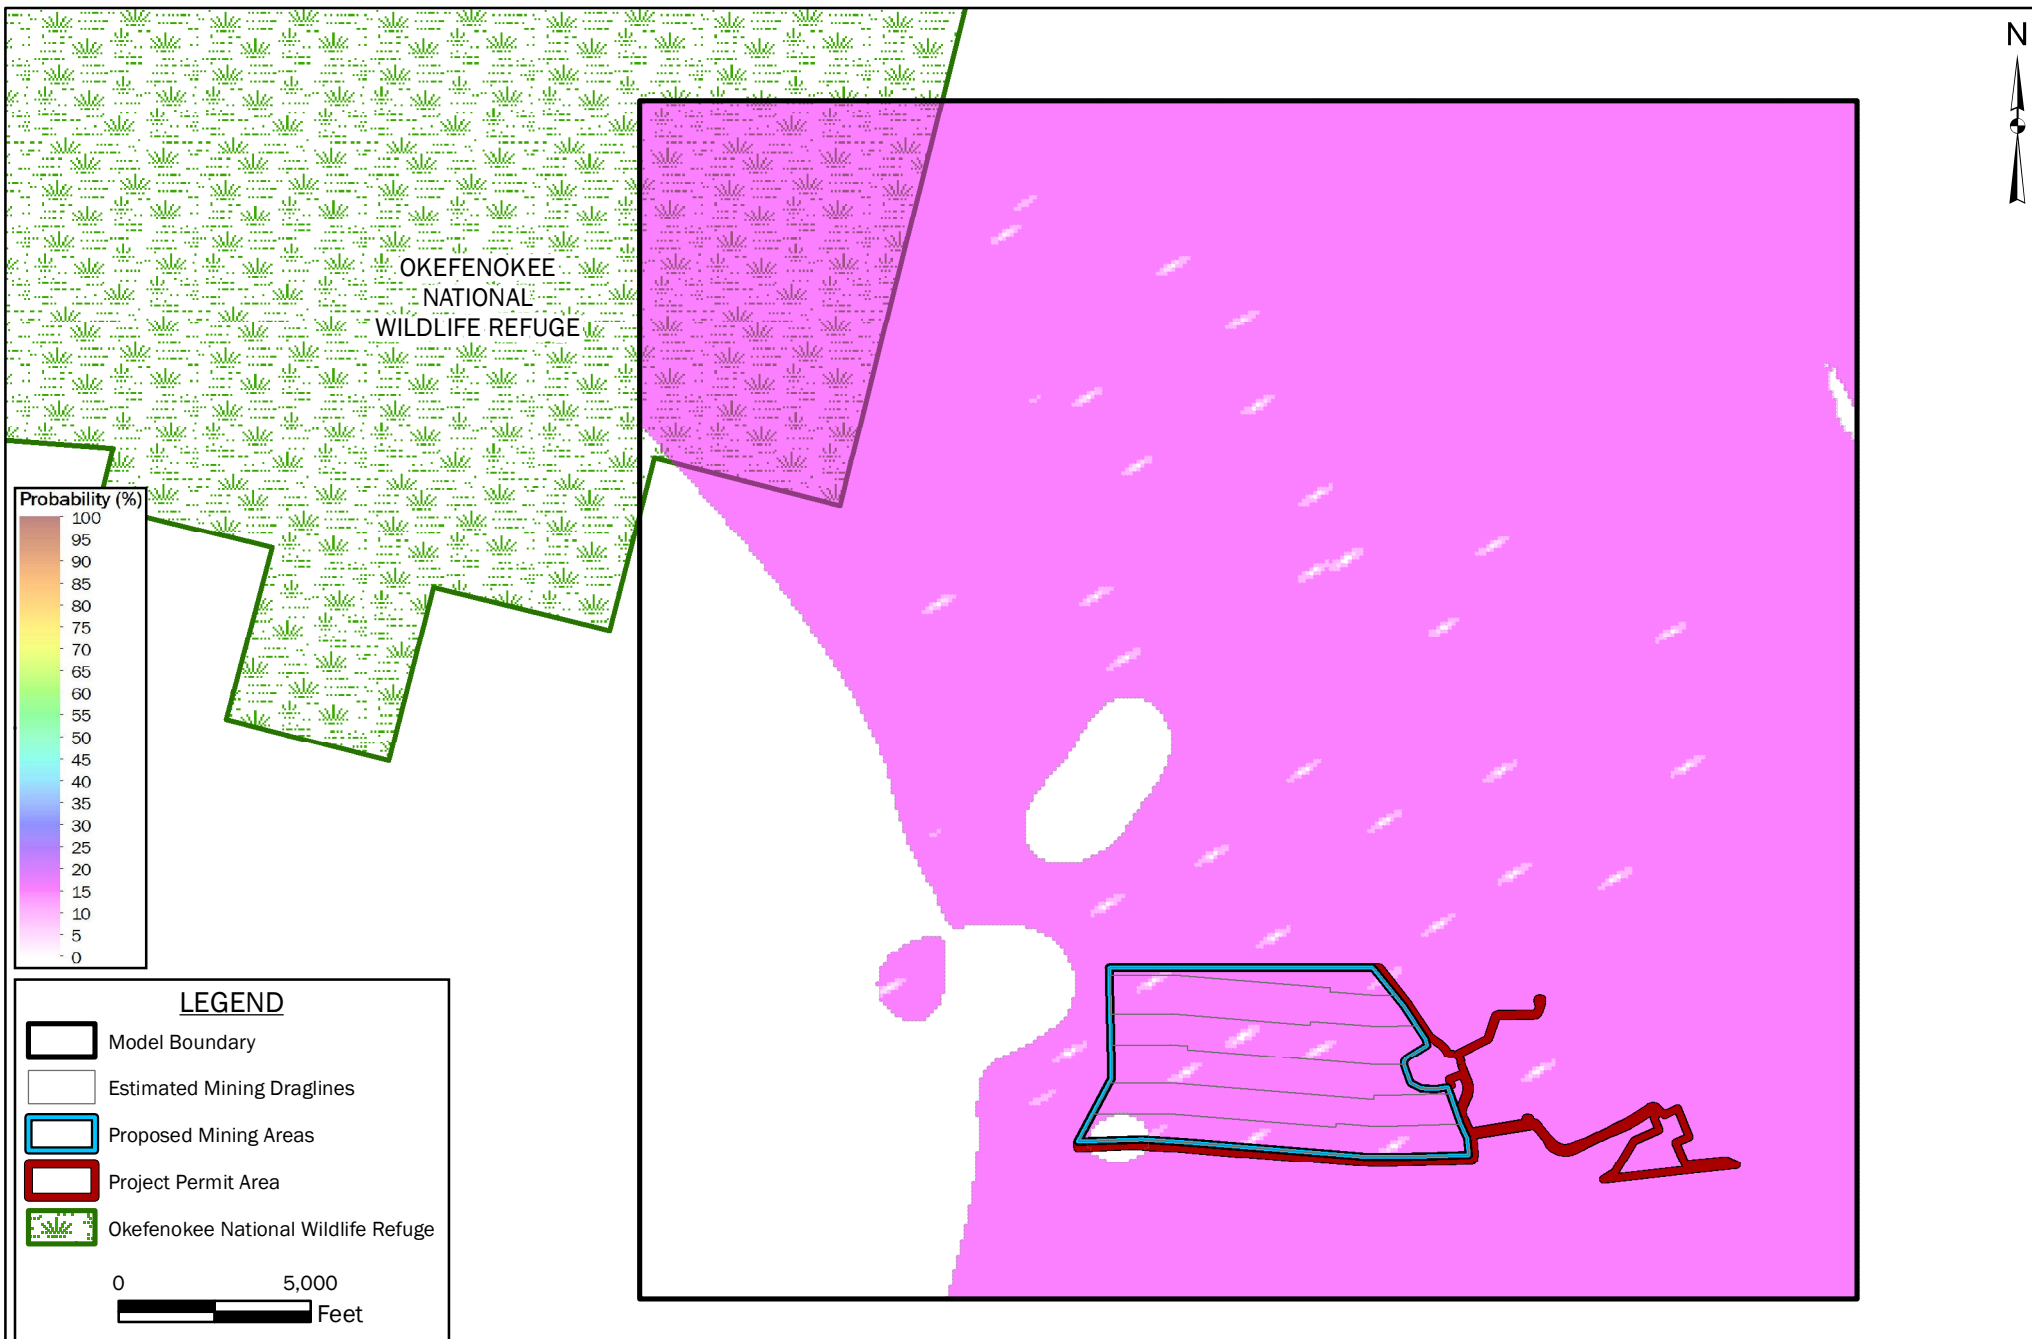 N
OKEFENOKEE
NATIONAL
WILDLIFE REFUGE
Probability (%)
100
95
90
85
80
75
70
65
60
55
50
45
40
35
30
25
20
15
10
5
0
LEGEND
Model Boundary
Estimated Mining Draglines
Proposed Mining Areas
Project Permit Area
Okefenokee National Wildlife Refuge
0 5,000
Feet